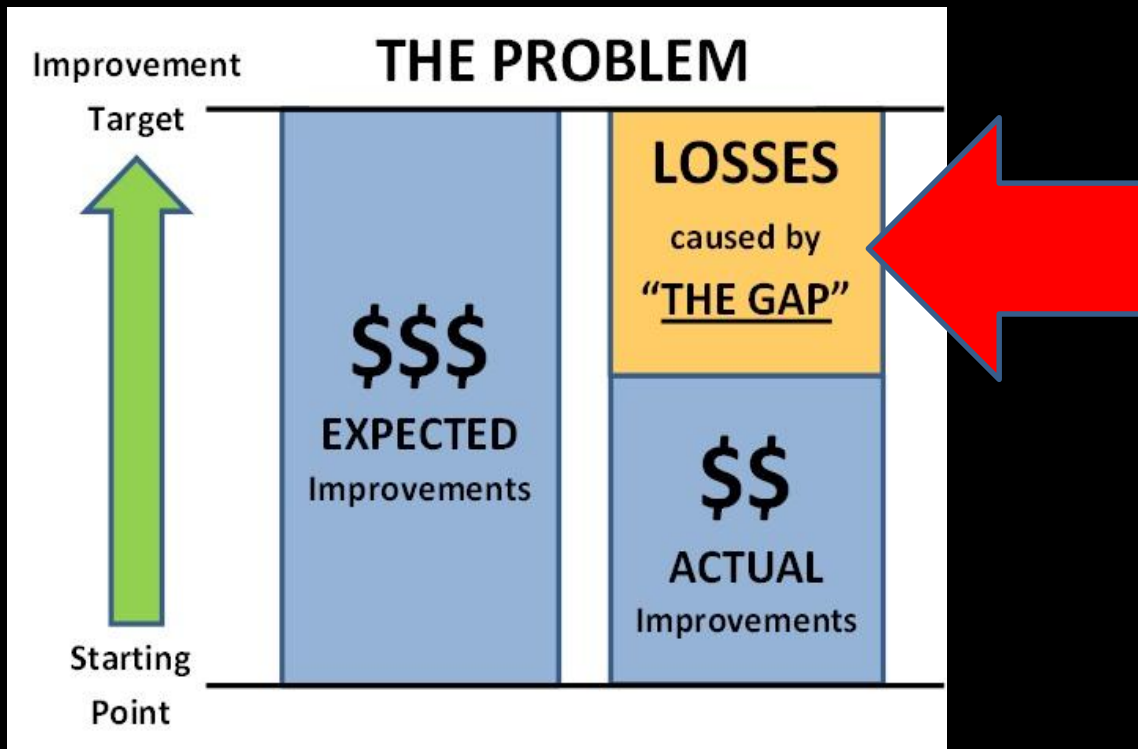 THE PROBLEM
Improvement
Target
Starting
Point
$$$
EXPECTED
Improvements
LOSSES
caused by
“THE GAP”
$$
ACTUAL
Improvements